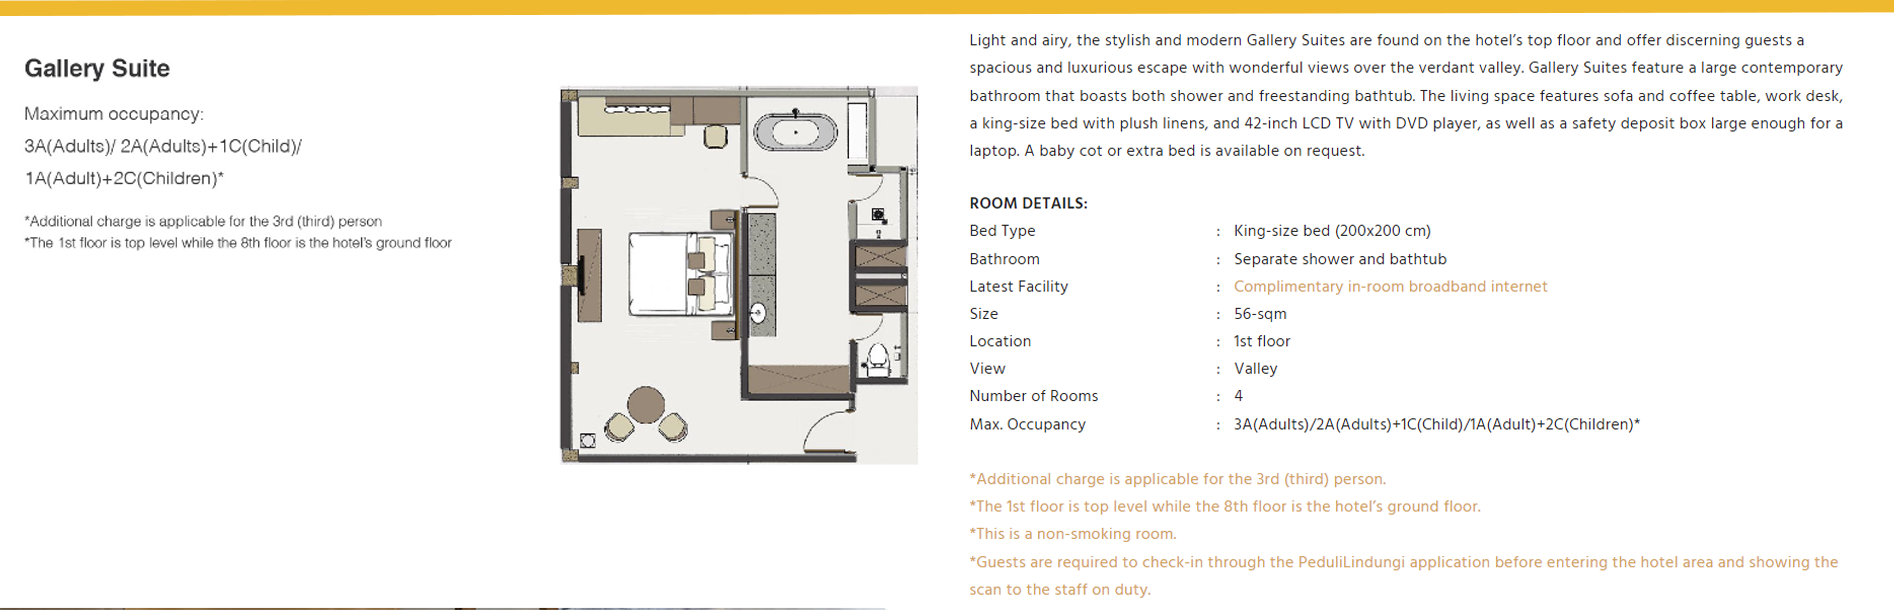 Gallery Suite
Maximum occupancy:
3A(Adults)/ 2A(Adults)+1C(Child)/
1A(Adult)+2C(Children)*
*Additional charge is applicable for the 3rd (third) person
*The 1st floor is top level while the 8th floor is the hotel's ground floor
Light and airy, the stylish and modern Gallery Suites are found on the hotel’s top floor and offer discerning guests a
spacious and luxurious escape with wonderful views over the verdant valley. Gallery Suites feature a large contemporary
bathroom that boasts both shower and freestanding bathtub. The living space features sofa and coffee table, work desk,
a king-size bed with plush linens, and 42-inch LCD TV with DVD player, as well as a safety deposit box large enough for a
laptop. A baby cot or extra bed is available on request.
ROOM DETAILS:
Bed Type : King-size bed (200x200 cm)
Bathroom : Separate shower and bathtub
Latest Facility : Complimentary in-room broadband internet
Size : 56-sqm
Location : 1st floor
View : Valley
Number of Rooms : 4
Max. Occupancy : 3A(Adults)/2A(Adults)+1C(Child)/1A(Adult)+2C(Children)*
*Additional charge is applicable for the 3rd (third) person.
*The 1st floor is top level while the 8th floor is the hotel’s ground floor.
*This is a non-smoking room.
*Guests are required to check-in through the PeduliLindungi application before entering the hotel area and showing the
scan to the staff on duty.